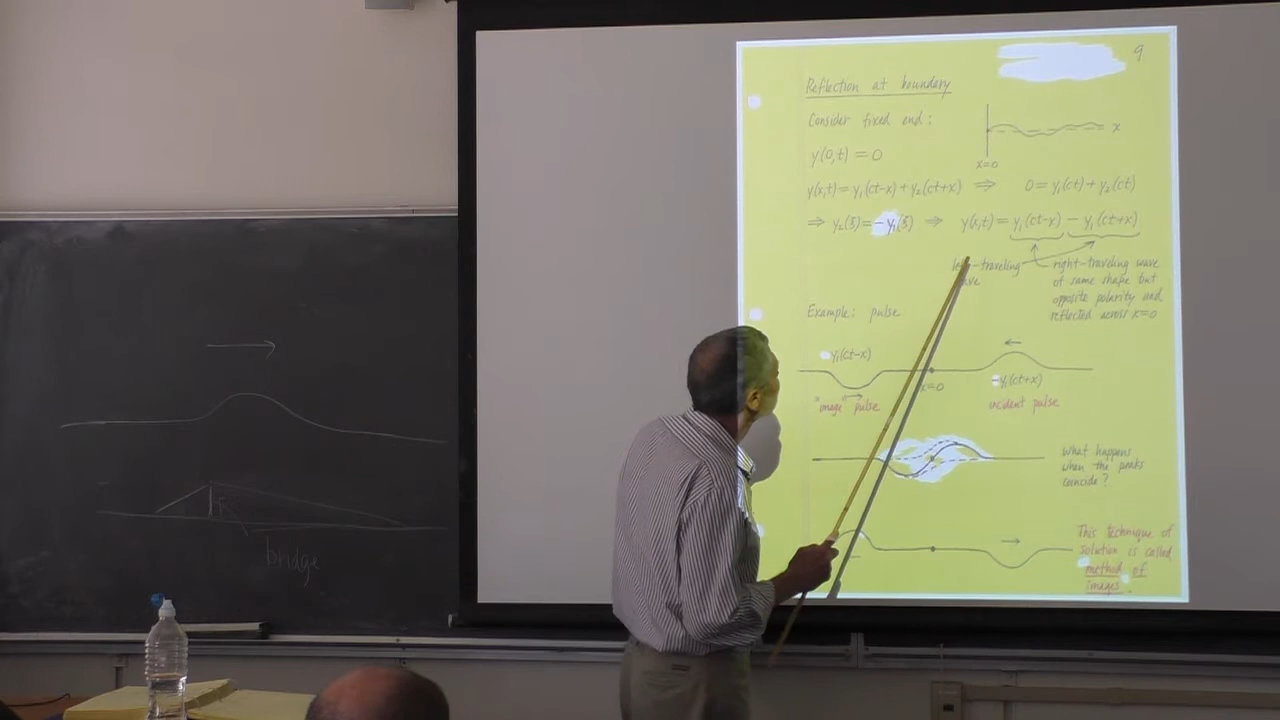 9
Reflection at boundary
Consider fixed end:
x
x=0
y(0,t) = 0
y(x,t) = y₁(ct-x) + y₂(ct+x) ⇒ 0 = y₁(ct) + y₂(ct)
⇒ y₂(ξ) = -y₁(ξ) ⇒ y(x,t) = y₁(ct-x) - y₁(ct+x)
-traveling
right-traveling wave
of same shape but
opposite polarity and
reflected across x=0
Example: pulse
y₁(ct-x)
x=0
-y₁(ct+x)
"image" pulse
incident pulse
What happens
when the peaks
coincide?
This technique of
solution is called
method of
images.
bridge